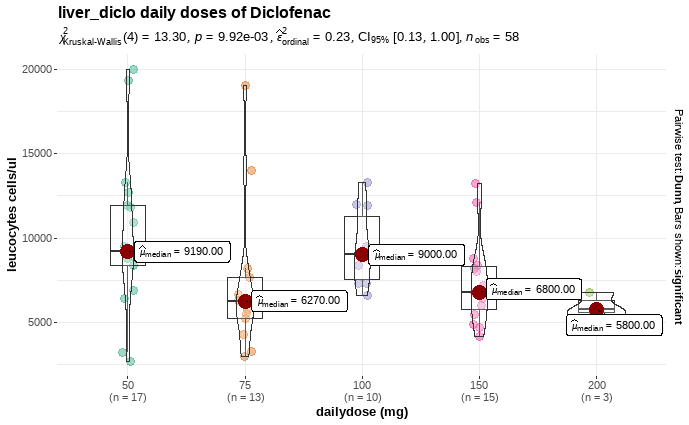 liver_diclo daily doses of Diclofenac
χ²Kruskal-Wallis(4) = 13.30, p = 9.92e-03, ε̂²ordinal = 0.23, CI95% [0.13, 1.00], nobs = 58
leucocytes cells/ul
20000
15000
10000
5000
μ̂median = 9190.00
μ̂median = 6270.00
μ̂median = 9000.00
μ̂median = 6800.00
μ̂median = 5800.00
50
(n = 17)
75
(n = 13)
100
(n = 10)
150
(n = 15)
200
(n = 3)
dailydose (mg)
Pairwise test: Dunn, Bars shown: significant